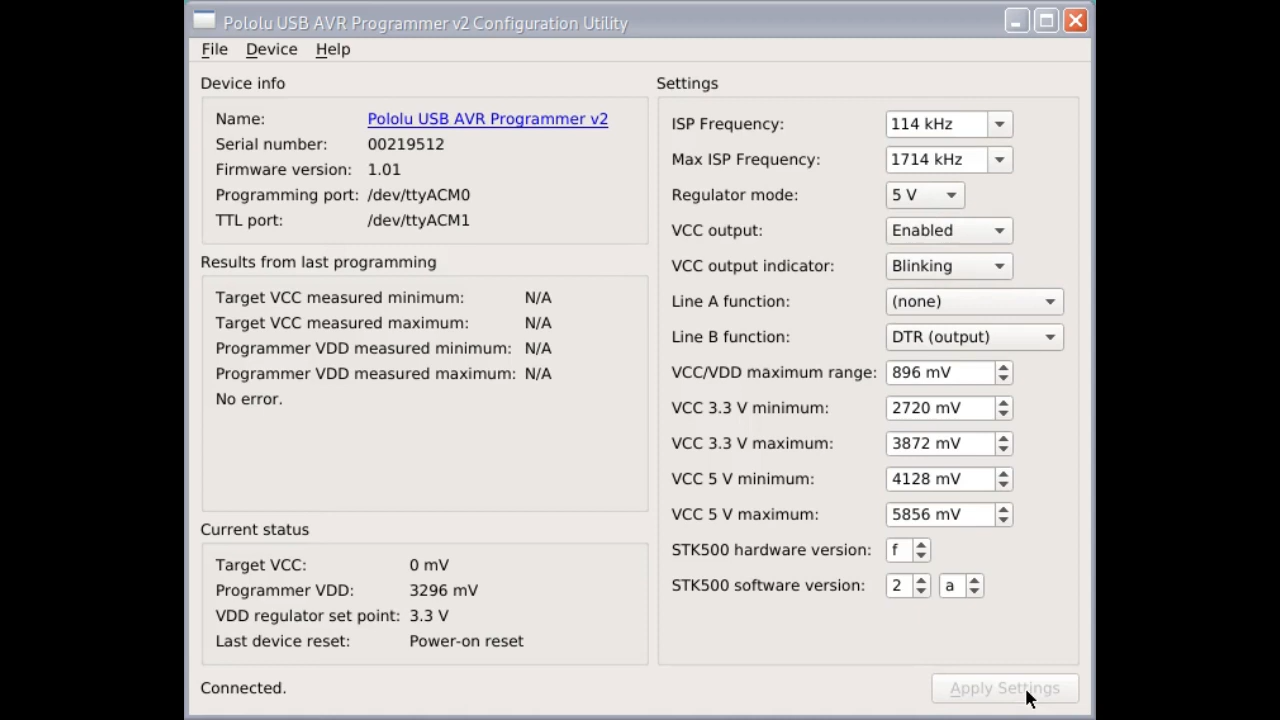 Pololu USB AVR Programmer v2 Configuration Utility
File Device Help
Device info
Name: Pololu USB AVR Programmer v2
Serial number: 00219512
Firmware version: 1.01
Programming port: /dev/ttyACM0
TTL port: /dev/ttyACM1
Results from last programming
Target VCC measured minimum: N/A
Target VCC measured maximum: N/A
Programmer VDD measured minimum: N/A
Programmer VDD measured maximum: N/A
No error.
Current status
Target VCC: 0 mV
Programmer VDD: 3296 mV
VDD regulator set point: 3.3 V
Last device reset: Power-on reset
Settings
ISP Frequency: 114 kHz
Max ISP Frequency: 1714 kHz
Regulator mode: 5 V
VCC output: Enabled
VCC output indicator: Blinking
Line A function: (none)
Line B function: DTR (output)
VCC/VDD maximum range: 896 mV
VCC 3.3 V minimum: 2720 mV
VCC 3.3 V maximum: 3872 mV
VCC 5 V minimum: 4128 mV
VCC 5 V maximum: 5856 mV
STK500 hardware version: f
STK500 software version: 2 a
Connected.
Apply Settings